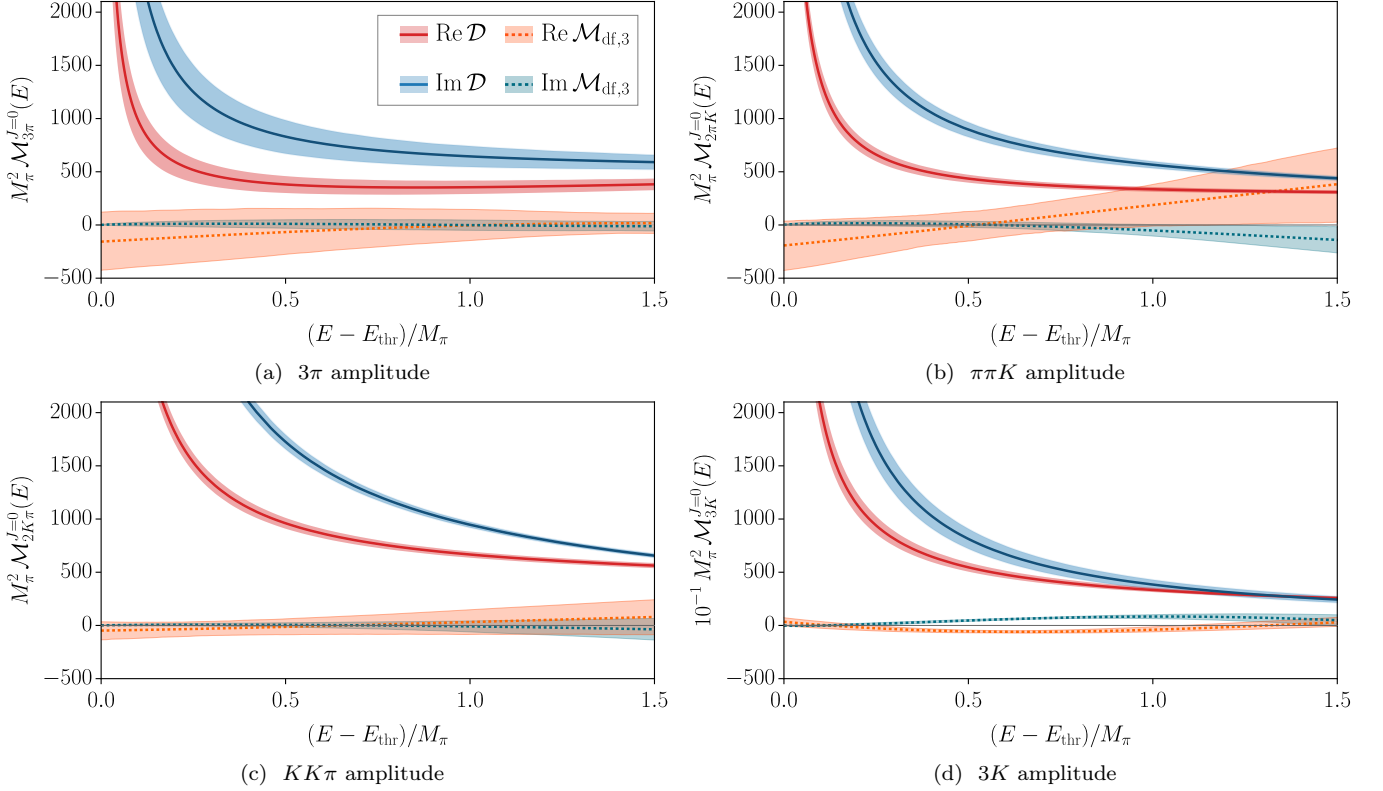 2000
1500
1000
500
0
−500
M_π^2 M_{3π}^{J=0}(E)
Re D
Re M_{df,3}
Im D
Im M_{df,3}
0.0 0.5 1.0 1.5
(E − E_thr)/M_π
(a) 3π amplitude
2000
1500
1000
500
0
−500
M_π^2 M_{2πK}^{J=0}(E)
0.0 0.5 1.0 1.5
(E − E_thr)/M_π
(b) ππK amplitude
2000
1500
1000
500
0
−500
M_π^2 M_{2Kπ}^{J=0}(E)
0.0 0.5 1.0 1.5
(E − E_thr)/M_π
(c) KKπ amplitude
2000
1500
1000
500
0
−500
10^{−1} M_π^2 M_{3K}^{J=0}(E)
0.0 0.5 1.0 1.5
(E − E_thr)/M_π
(d) 3K amplitude